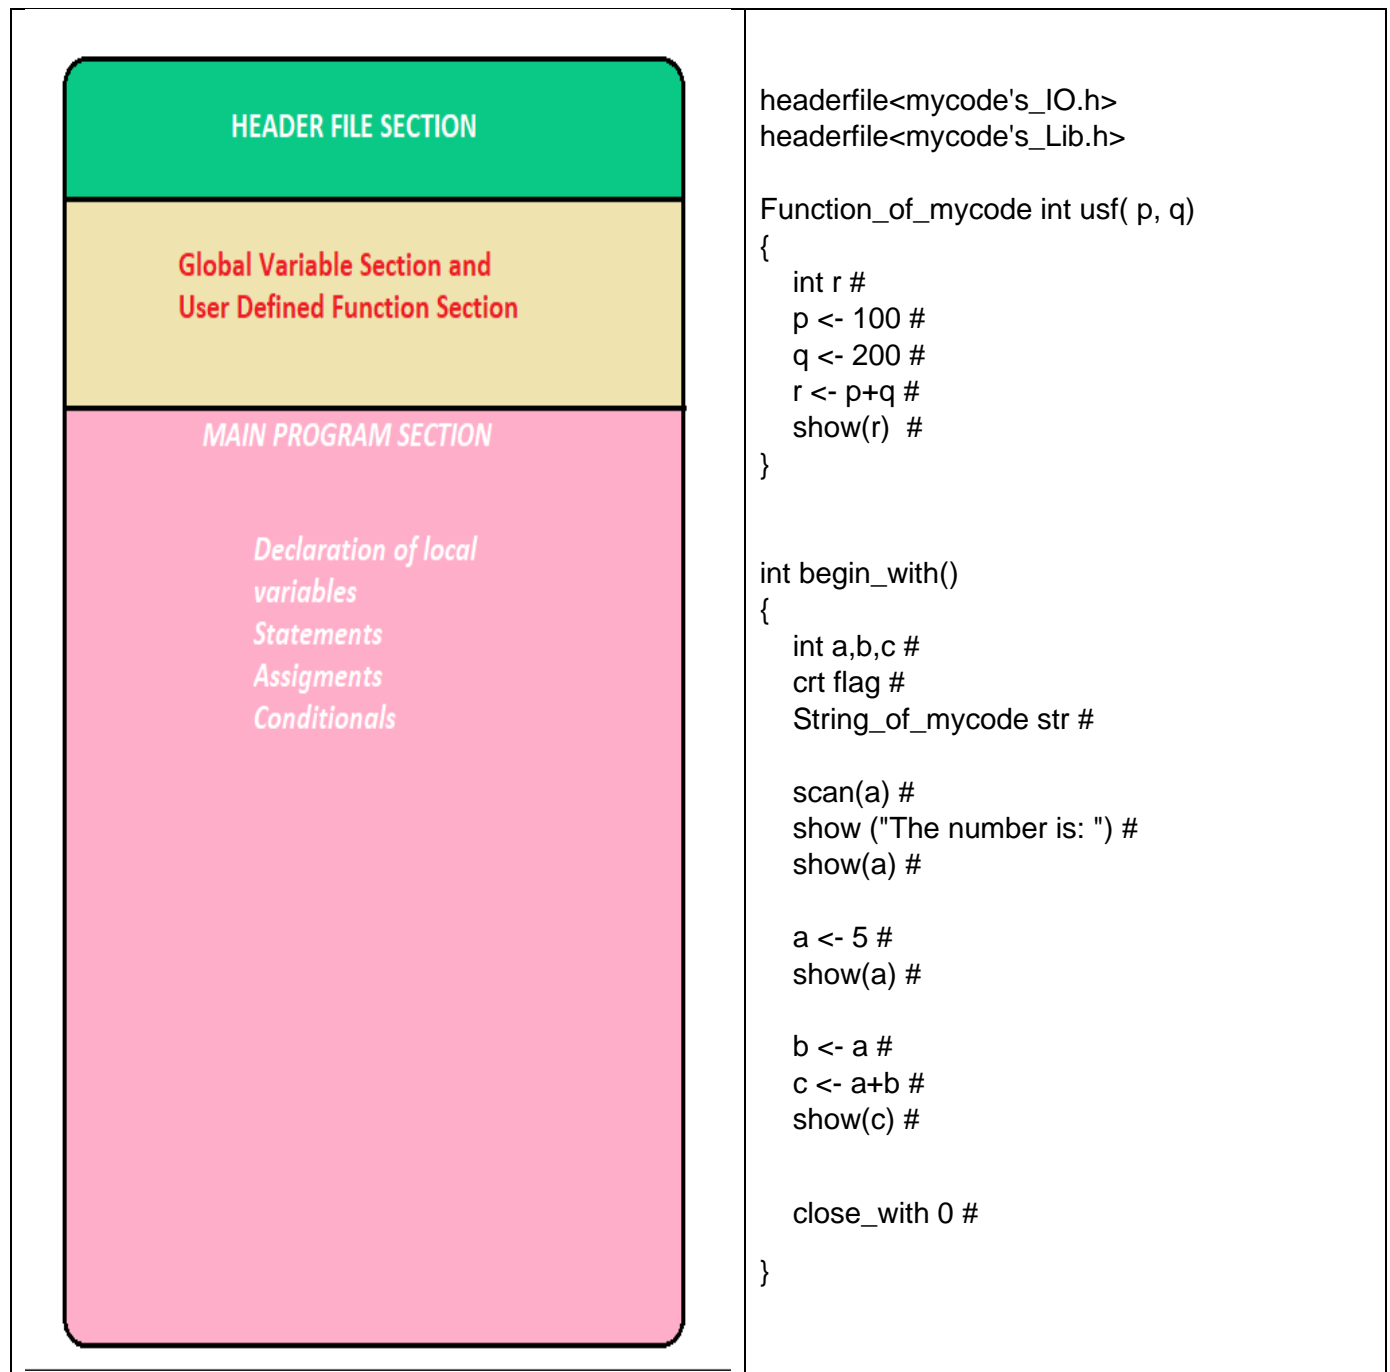 HEADER FILE SECTION
Global Variable Section and
User Defined Function Section
MAIN PROGRAM SECTION
Declaration of local
variables
Statements
Assigments
Conditionals
headerfile<mycode's_IO.h>
headerfile<mycode's_Lib.h>
Function_of_mycode int usf( p, q)
{
int r #
p <- 100 #
q <- 200 #
r <- p+q #
show(r)  #
}
int begin_with()
{
int a,b,c #
crt flag #
String_of_mycode str #
scan(a) #
show ("The number is: ") #
show(a) #
a <- 5 #
show(a) #
b <- a #
c <- a+b #
show(c) #
close_with 0 #
}